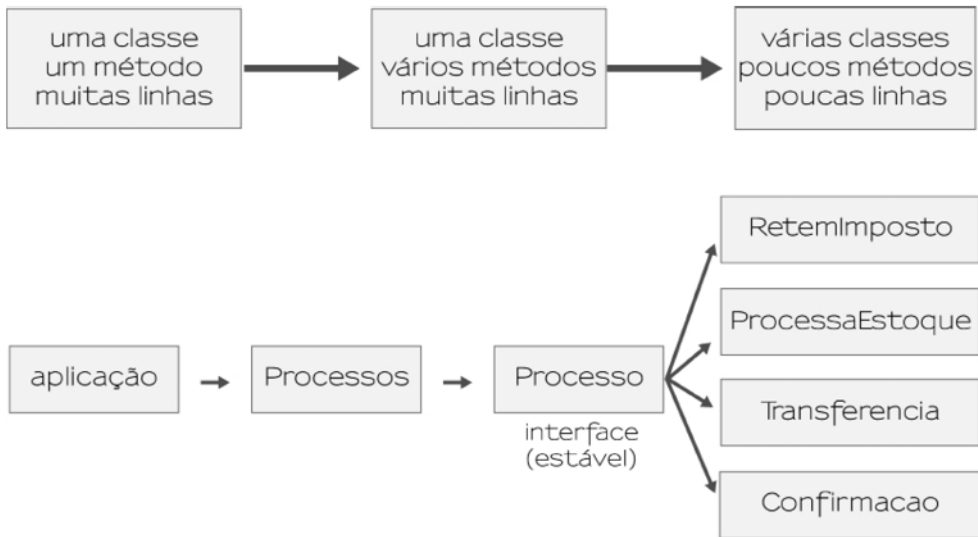 uma classe
um método
muitas linhas
uma classe
vários métodos
muitas linhas
várias classes
poucos métodos
poucas linhas
aplicação
Processos
Processo
interface
(estável)
RetemImposto
ProcessaEstoque
Transferência
Confirmacao